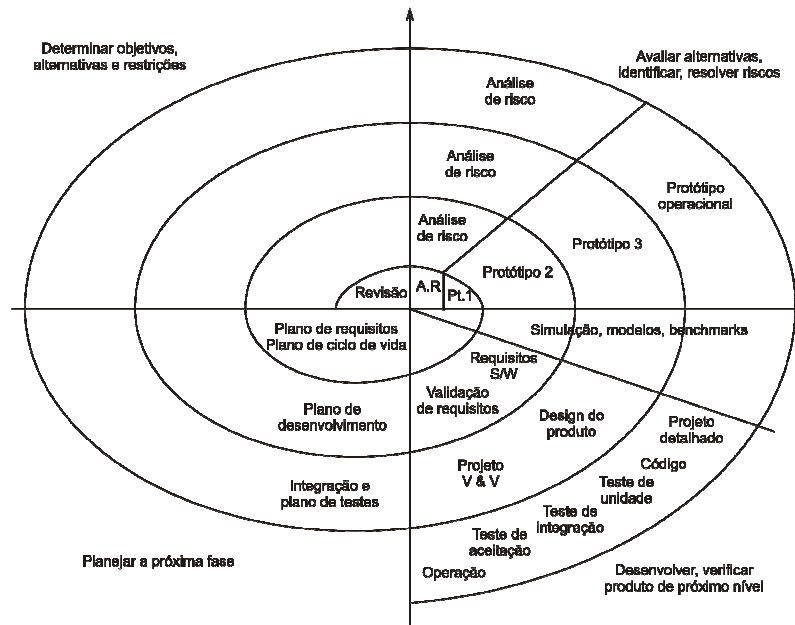 Determinar objetivos,
alternativas e restrições
Avaliar alternativas,
identificar, resolver riscos
Análise
de risco
Análise
de risco
Protótipo
operacional
Análise
de risco
Protótipo 3
Protótipo 2
Revisão
A.R
Pt.1
Plano de requisitos
Plano de ciclo de vida
Simulação, modelos, benchmarks
Requisitos
S/W
Validação
de requisitos
Plano de
desenvolvimento
Design do
produto
Projeto
detalhado
Projeto
V & V
Código
Integração e
plano de testes
Teste de
unidade
Teste de
integração
Teste de
aceitação
Operação
Planejar a próxima fase
Desenvolver, verificar
produto de próximo nível